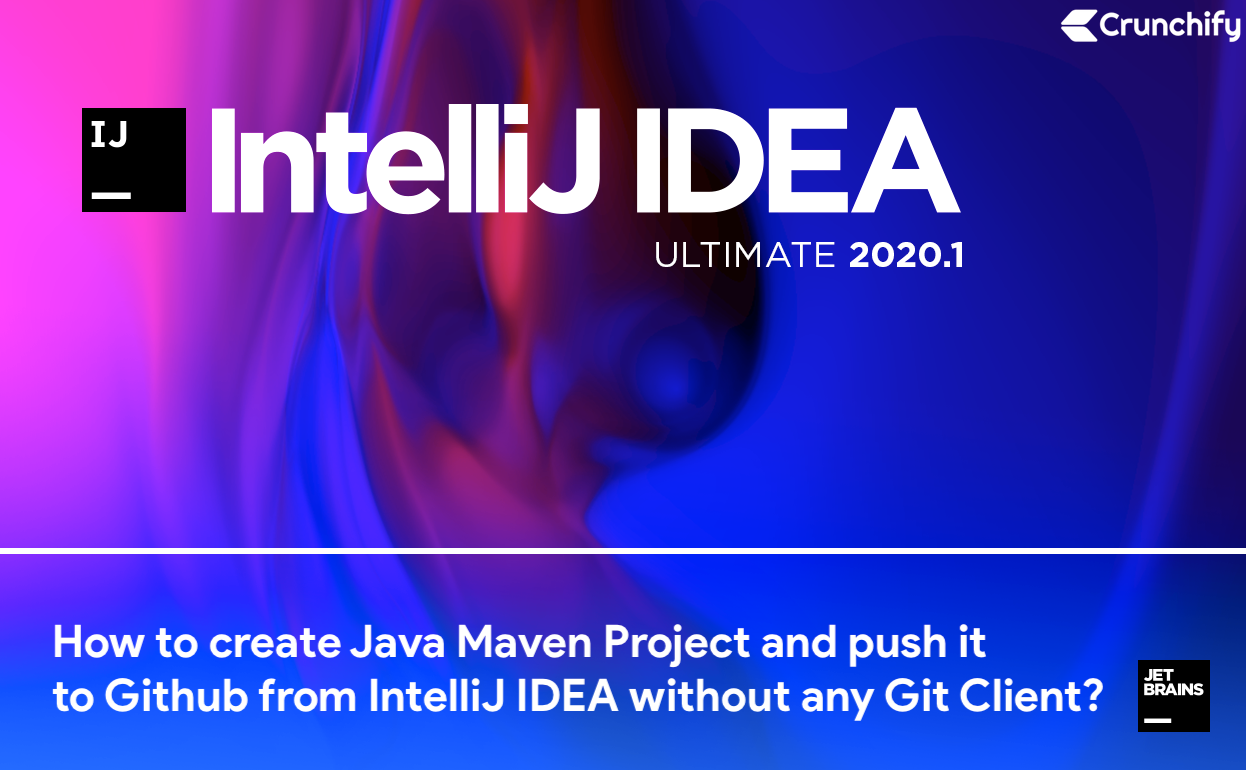 Crunchify
IJ
IntelliJ IDEA
ULTIMATE 2020.1
How to create Java Maven Project and push it
to Github from IntelliJ IDEA without any Git Client?
JET
BRAINS